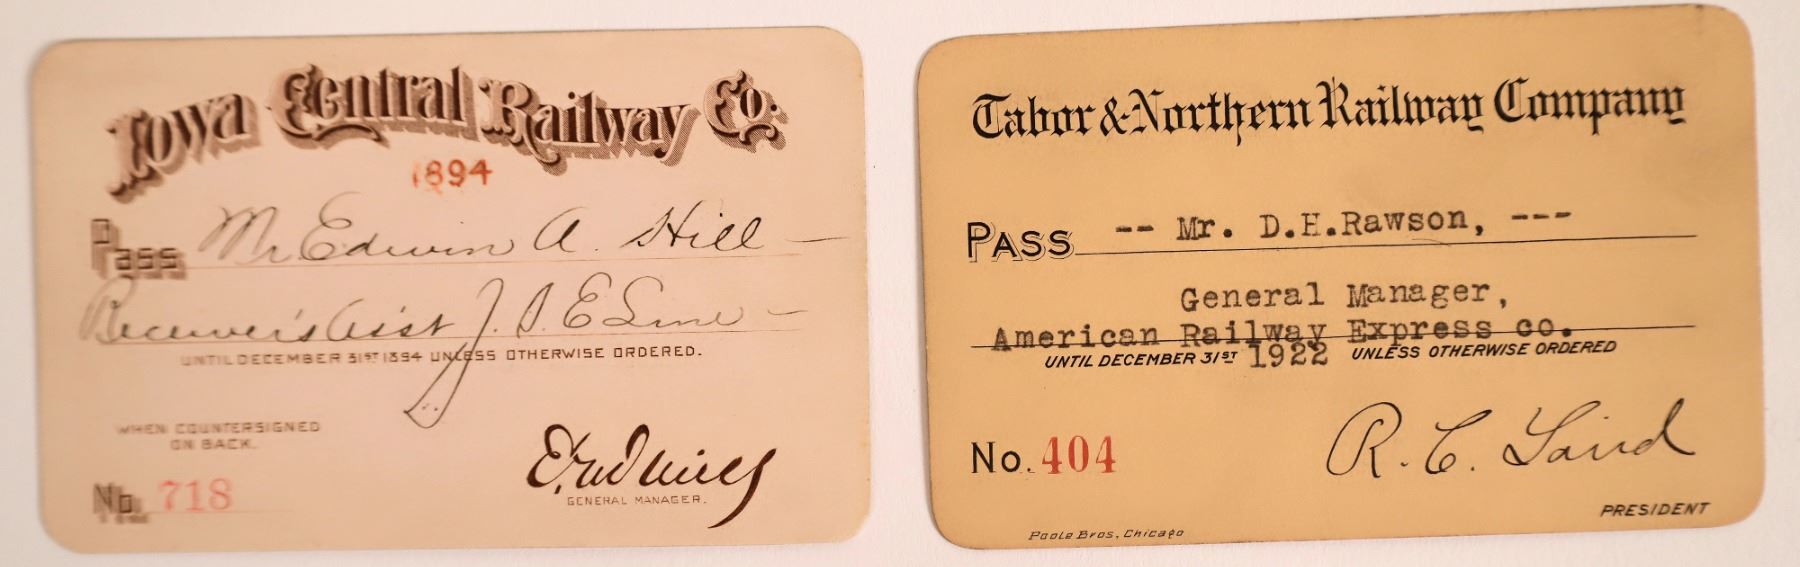 Iowa Central Railway Co.
1894
Pass Mr. Edwin A. Hill
Receiver's Ass't
UNTIL DECEMBER 31ST 1894 UNLESS OTHERWISE ORDERED.
WHEN COUNTERSIGNED
ON BACK.
No. 718
GENERAL MANAGER.
Tabor & Northern Railway Company
PASS -- Mr. D.H.Rawson, ---
General Manager,
American Railway Express co.
UNTIL DECEMBER 31ST 1922 UNLESS OTHERWISE ORDERED
No. 404
R. C. Laird
PRESIDENT
Poole Bros, Chicago